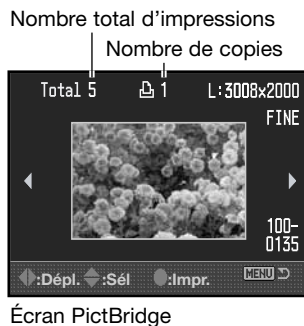 Nombre total d’impressions
Nombre de copies
Total 5 1 L:3008x2000
FINE
100-
0135
:Dépl. :Sél :Impr. MENU
Écran PictBridge